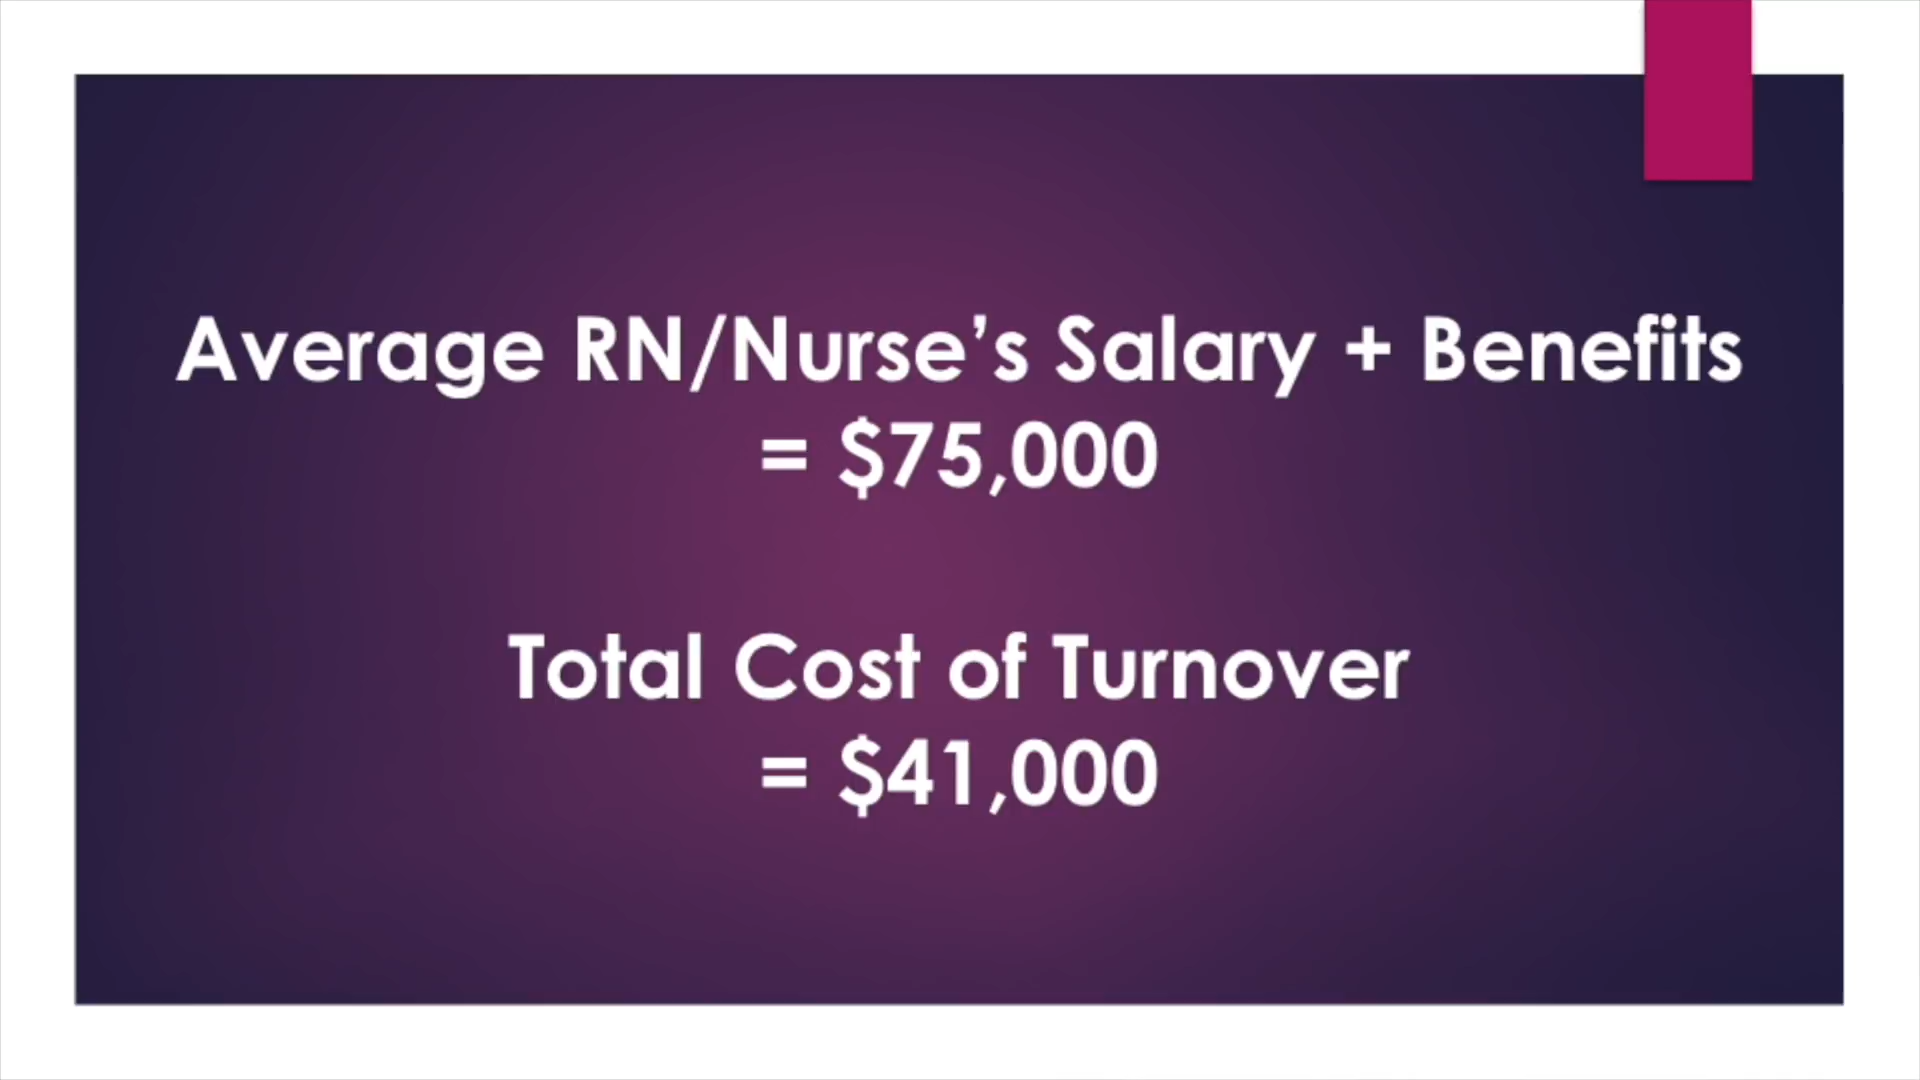 Average RN/Nurse’s Salary + Benefits
= $75,000
Total Cost of Turnover
= $41,000